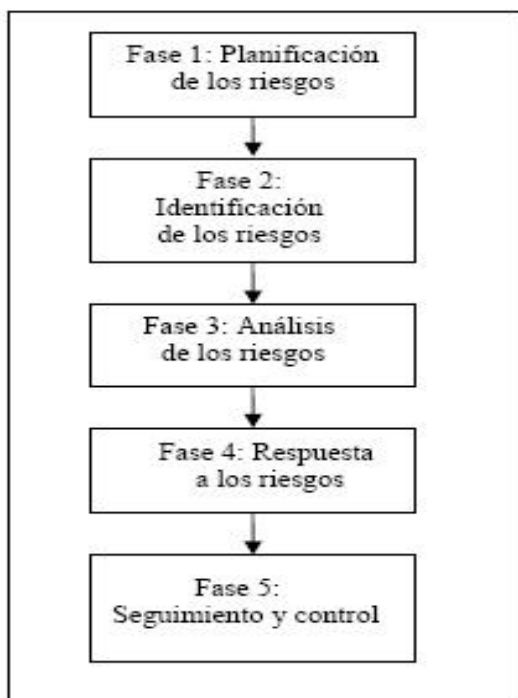 Fase 1: Planificación
de los riesgos
Fase 2:
Identificación
de los riesgos
Fase 3: Análisis
de los riesgos
Fase 4: Respuesta
a los riesgos
Fase 5:
Seguimiento y control